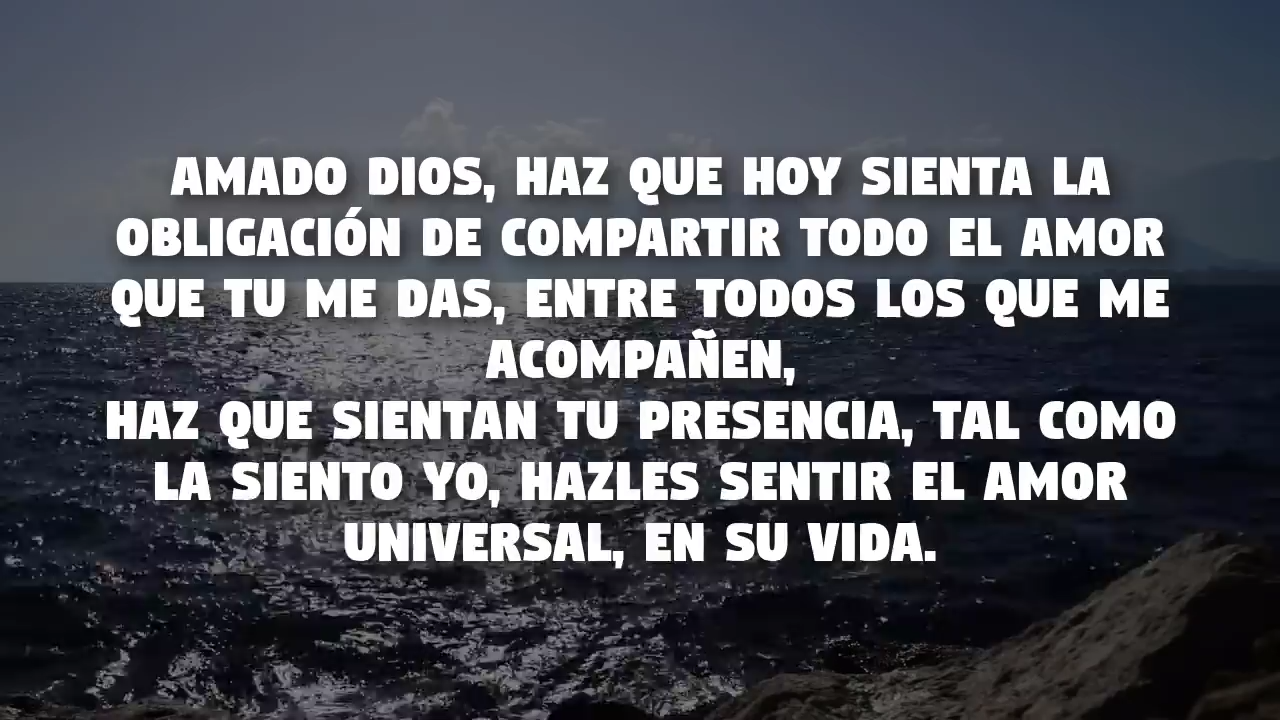 AMADO DIOS, HAZ QUE HOY SIENTA LA
OBLIGACIÓN DE COMPARTIR TODO EL AMOR
QUE TU ME DAS, ENTRE TODOS LOS QUE ME
ACOMPAÑEN,
HAZ QUE SIENTAN TU PRESENCIA, TAL COMO
LA SIENTO YO, HAZLES SENTIR EL AMOR
UNIVERSAL, EN SU VIDA.